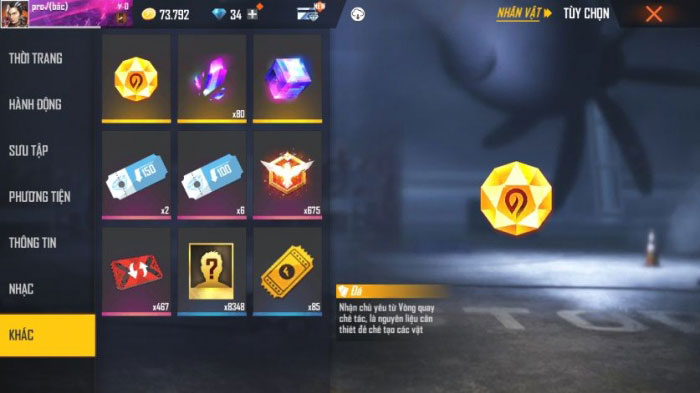 pro√(bác)
73.792
34
NHÂN VẬT
TÙY CHỌN
THỜI TRANG
HÀNH ĐỘNG
SƯU TẬP
PHƯƠNG TIỆN
THÔNG TIN
NHẠC
KHÁC
x80
150
x2
100
x6
x675
x467
?
x8348
x85
Đá
Nhận chủ yếu từ Vòng quay
chế tác, là nguyên liệu cần
thiết để chế tạo các vật